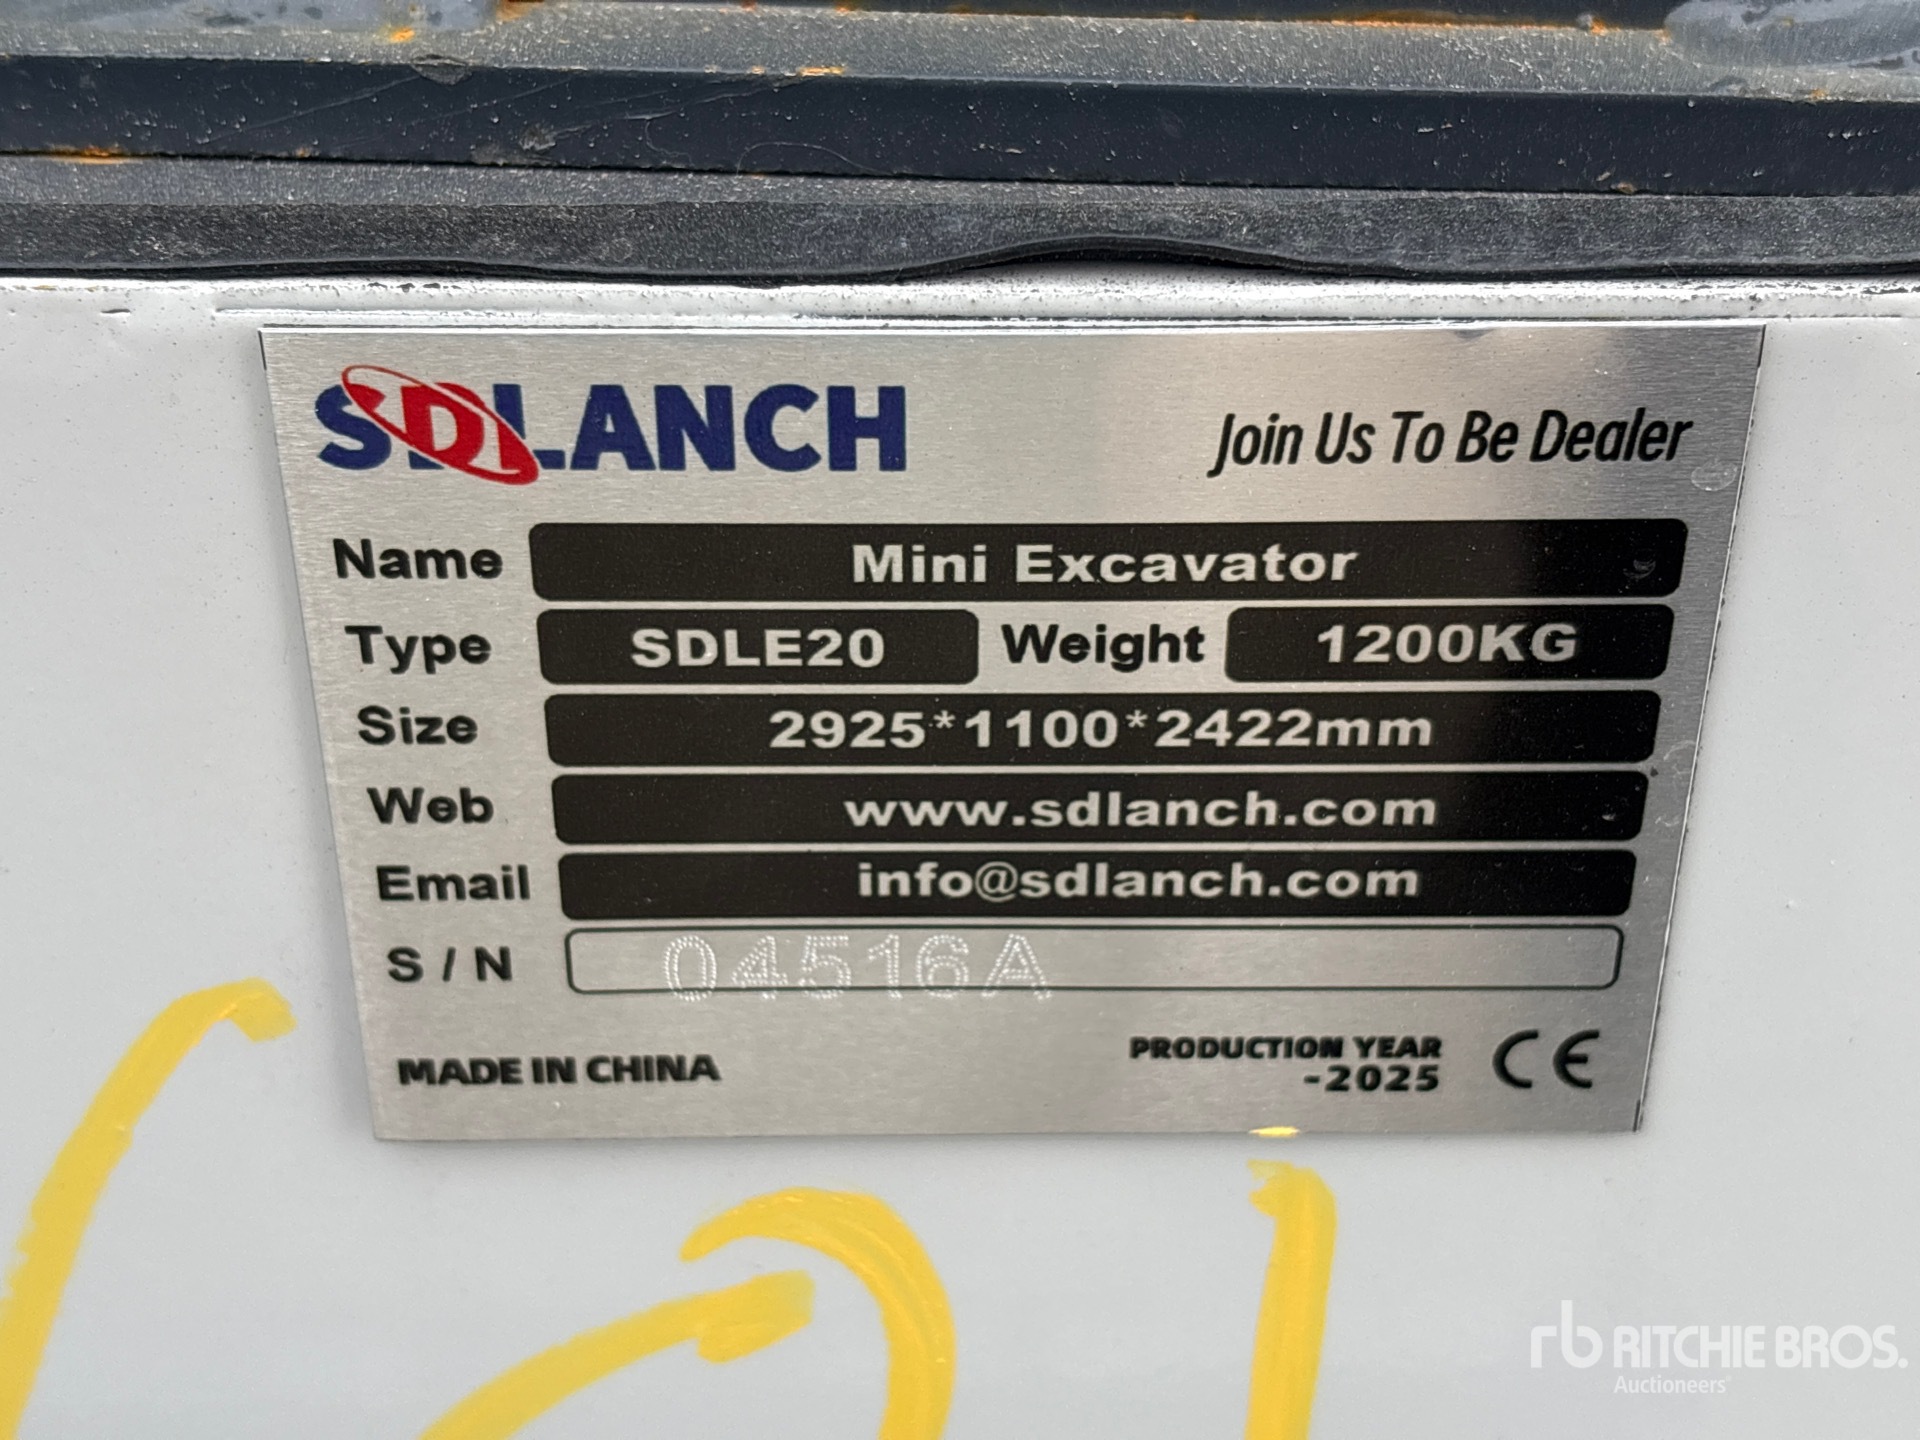 SDLANCH
Join Us To Be Dealer
Name Mini Excavator
Type SDLE20 Weight 1200KG
Size 2925*1100*2422mm
Web www.sdlanch.com
Email info@sdlanch.com
S / N 04516A
MADE IN CHINA
PRODUCTION YEAR
-2025 CE
rb RITCHIE BROS.
Auctioneers